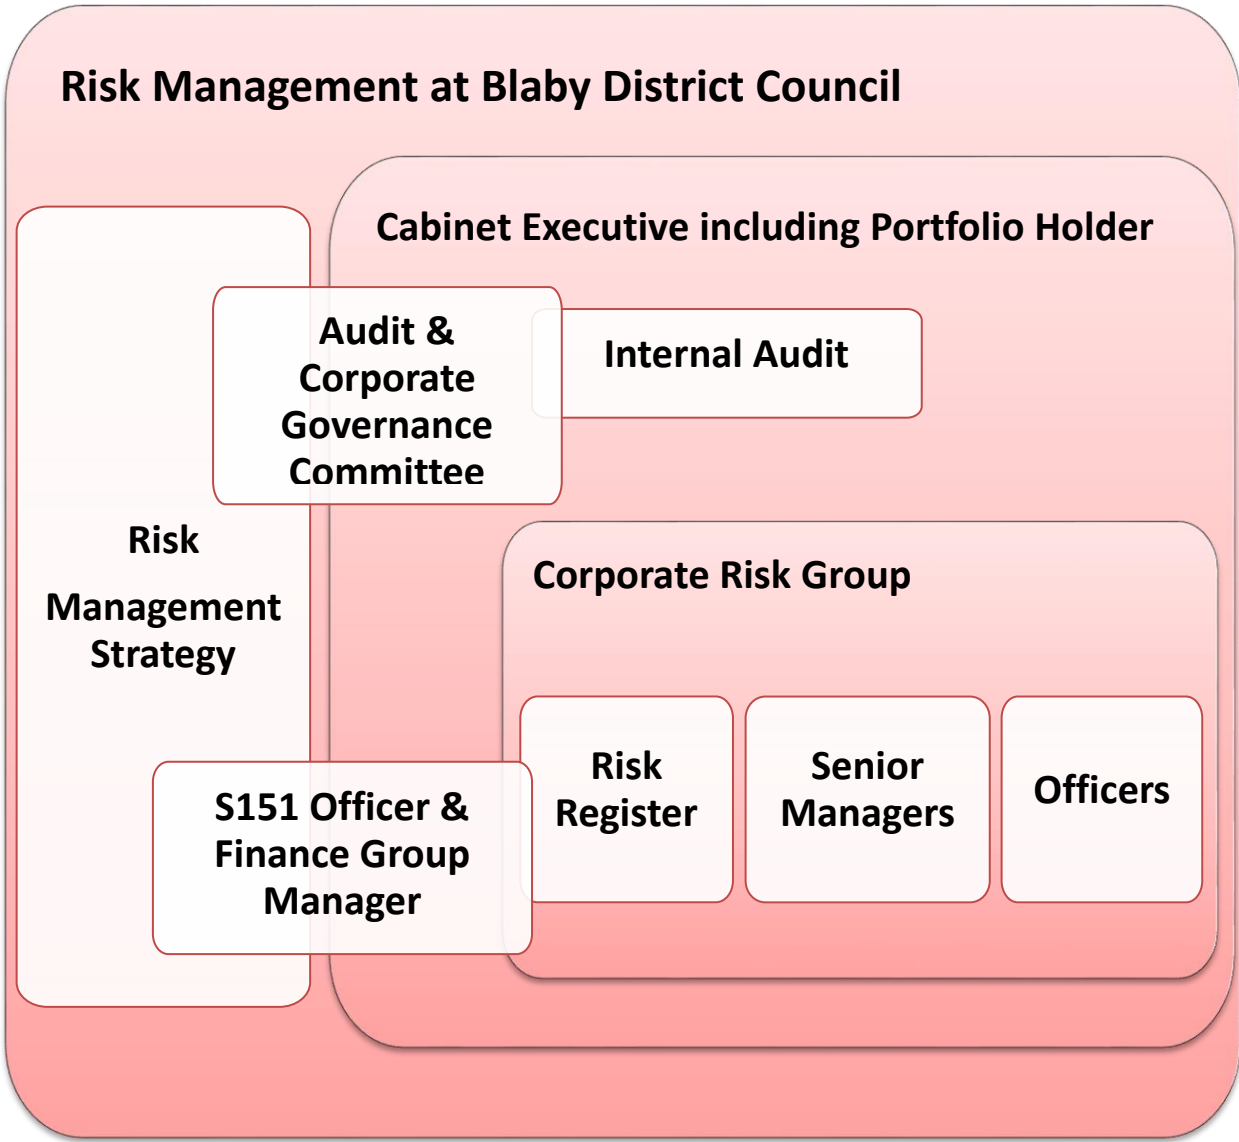 Risk Management at Blaby District Council
Cabinet Executive including Portfolio Holder
Audit &
Corporate
Governance
Committee
Internal Audit
Risk
Management
Strategy
Corporate Risk Group
S151 Officer &
Finance Group
Manager
Risk
Register
Senior
Managers
Officers